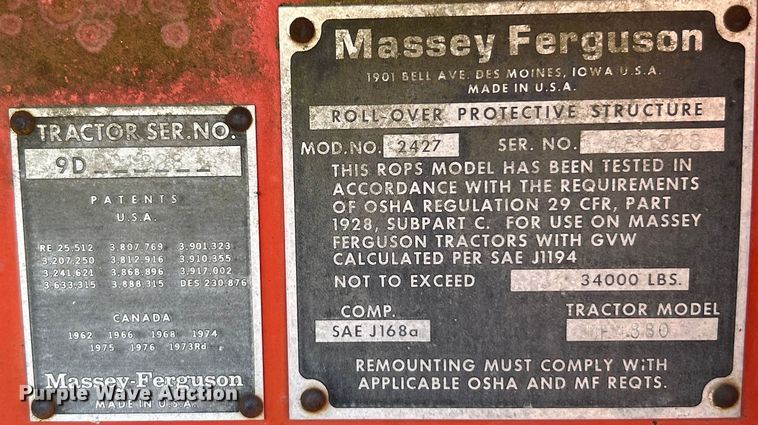 TRACTOR SER. NO.
9D
PATENTS
U.S.A.
RE 25,512 3,807,769 3,901,323
3,207,250 3,812,916 3,910,355
3,241,621 3,868,896 3,917,002
3,633,315 3,888,315 DES 230,876
CANADA
1962 1966 1968 1974
1975 1976 1973Rd
Massey-Ferguson
MADE IN U.S.A.
Massey Ferguson
1901 BELL AVE. DES MOINES, IOWA U.S.A.
MADE IN U.S.A.
ROLL-OVER PROTECTIVE STRUCTURE
MOD. NO. 2427 SER. NO.
THIS ROPS MODEL HAS BEEN TESTED IN
ACCORDANCE WITH THE REQUIREMENTS
OF OSHA REGULATION 29 CFR, PART
1928, SUBPART C. FOR USE ON MASSEY
FERGUSON TRACTORS WITH GVW
CALCULATED PER SAE J1194
NOT TO EXCEED 34000 LBS.
COMP. TRACTOR MODEL
SAE J168a
REMOUNTING MUST COMPLY WITH
APPLICABLE OSHA AND MF REQTS.
Purple Wave Auction